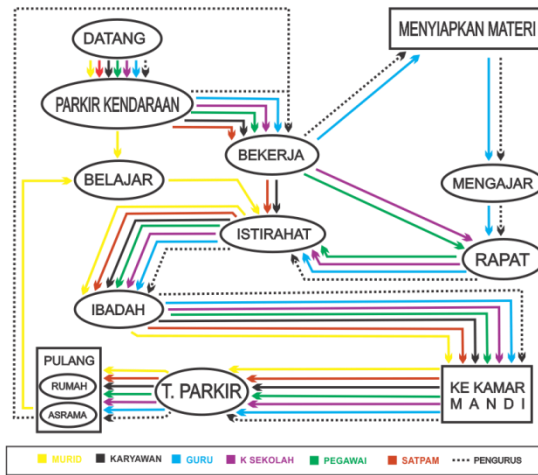 DATANG
MENYIAPKAN MATERI
PARKIR KENDARAAN
BEKERJA
BELAJAR
MENGAJAR
ISTIRAHAT
RAPAT
IBADAH
PULANG
RUMAH
ASRAMA
T. PARKIR
KE KAMAR
MANDI
MURID
KARYAWAN
GURU
K SEKOLAH
PEGAWAI
SATPAM
PENGURUS